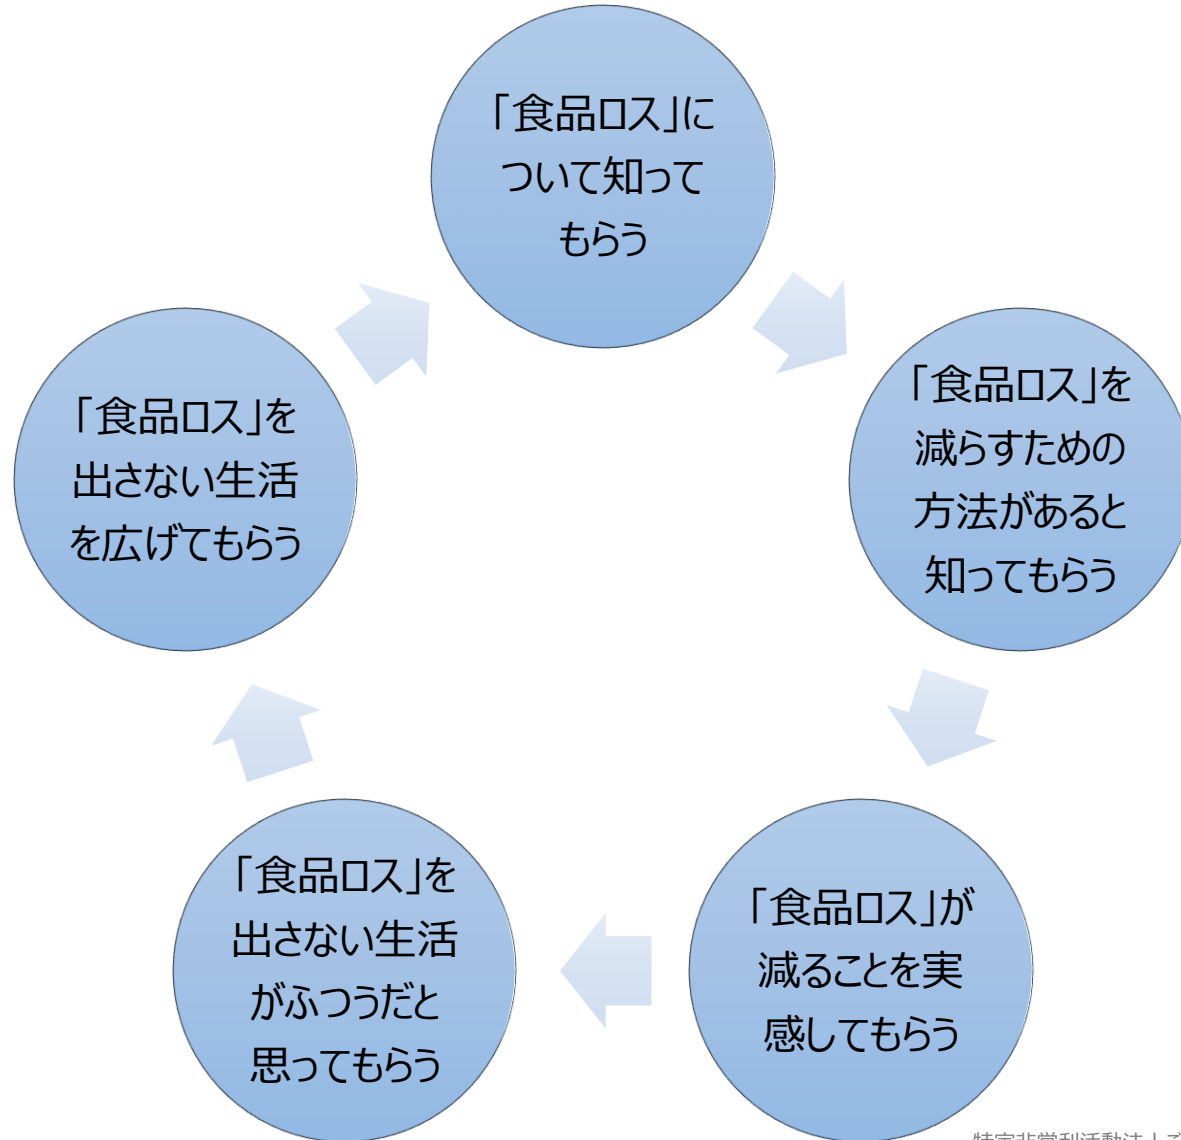 「食品ロス」に
ついて知って
もらう
「食品ロス」を
減らすための
方法があると
知ってもらう
「食品ロス」が
減ることを実
感してもらう
「食品ロス」を
出さない生活
がふつうだと
思ってもらう
「食品ロス」を
出さない生活
を広げてもらう